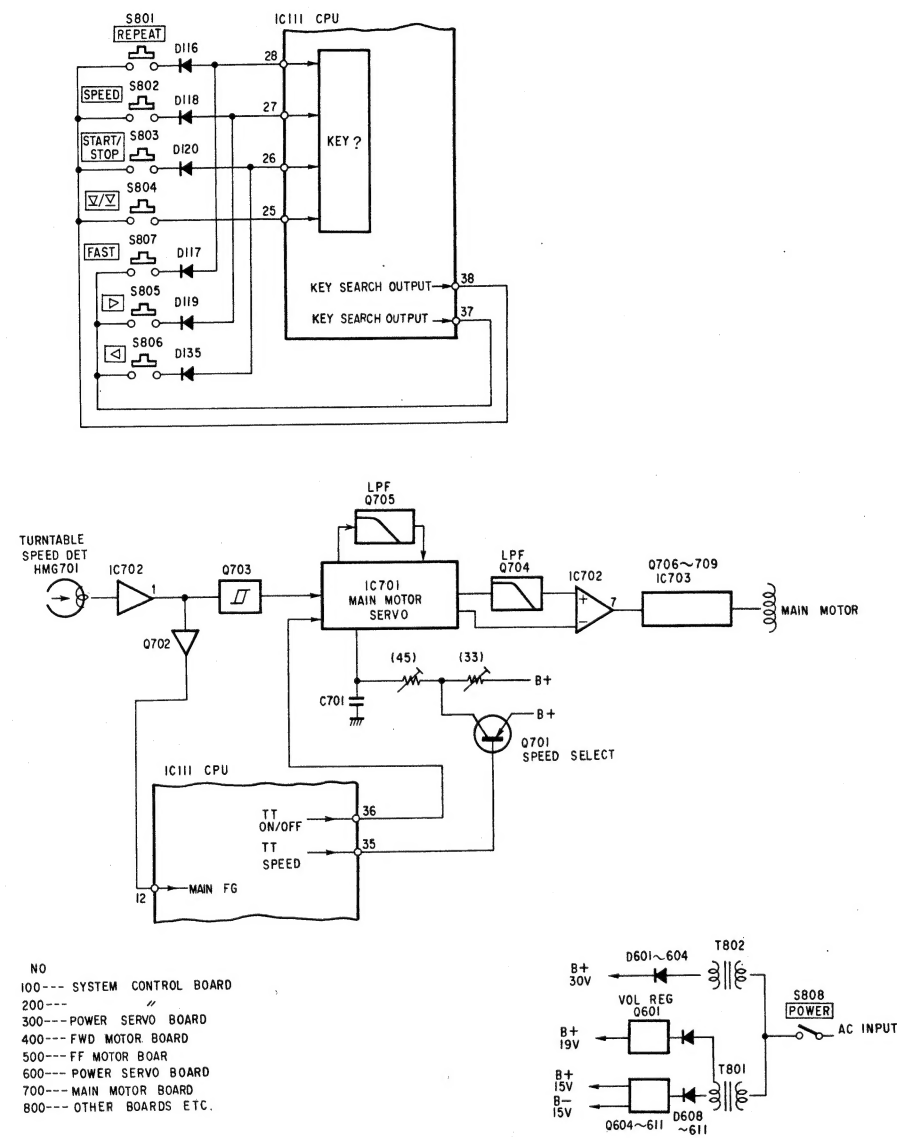 S801
REPEAT
D116
IC111 CPU
28
SPEED
S802
D118
27
START/
STOP
S803
D120
26
KEY ?
S804
25
FAST
S807
D117
S805
D119
S806
D135
KEY SEARCH OUTPUT
38
KEY SEARCH OUTPUT
37
LPF
Q705
TURNTABLE
SPEED DET
HMG701
IC702
1
Q703
IC701
MAIN MOTOR
SERVO
LPF
Q704
IC702
+
−
7
Q706~709
IC703
MAIN MOTOR
Q702
(45)
(33)
B+
C701
B+
Q701
SPEED SELECT
IC111 CPU
TT
ON/OFF
36
TT
SPEED
35
12
MAIN FG
NO
100--- SYSTEM CONTROL BOARD
200--- 〃
300---POWER SERVO BOARD
400---FWD MOTOR BOARD
500---FF MOTOR BOAR
600---POWER SERVO BOARD
700---MAIN MOTOR BOARD
800---OTHER BOARDS ETC.
B+
30V
D601~604
T802
S808
POWER
AC INPUT
VOL REG
Q601
B+
19V
B+
15V
B−
15V
T801
Q604~611
D608
~611